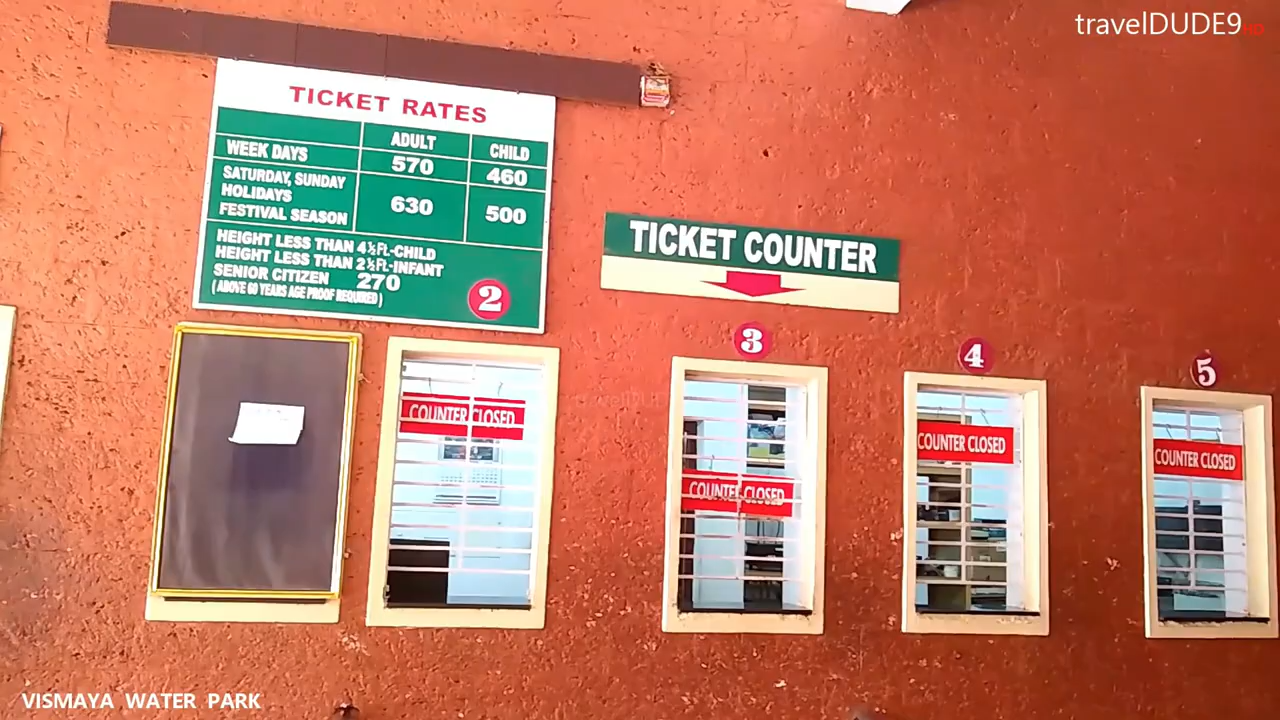 travelDUDE9 HD
TICKET RATES
ADULT CHILD
WEEK DAYS 570 460
SATURDAY, SUNDAY
HOLIDAYS 630 500
FESTIVAL SEASON
HEIGHT LESS THAN 4½Ft.-CHILD
HEIGHT LESS THAN 2½Ft.-INFANT
SENIOR CITIZEN 270
( ABOVE 60 YEARS AGE PROOF REQUIRED )
2
TICKET COUNTER
3
4
5
COUNTER CLOSED
COUNTER CLOSED
COUNTER CLOSED
COUNTER CLOSED
VISMAYA WATER PARK